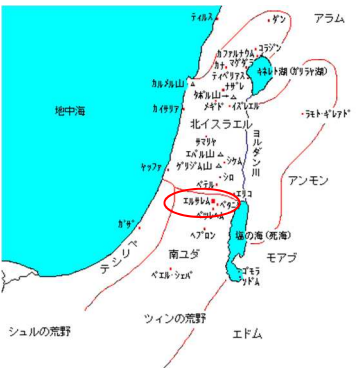 ティルス
ダン
アラム
コラジン
カファルナウム
カナ
マグダラ
ティベリアス
キネレト湖(ガリラヤ湖)
ナザレ
カルメル山
タボル山
メギド
イズレエル
カイサリア
ラモト・ギレアド
地中海
北イスラエル
サマリヤ
エバル山
シケム
ゲリジム山
ヨルダン川
ヤッファ
シロ
アンモン
ベテル
エリコ
エルサレム
ベタニ
ベツレヘム
ガザ
ヘブロン
塩の海(死海)
ペリシテ
南ユダ
モアブ
ベエル・シェバ
ゴモラ
ソドム
シュルの荒野
ツィンの荒野
エドム